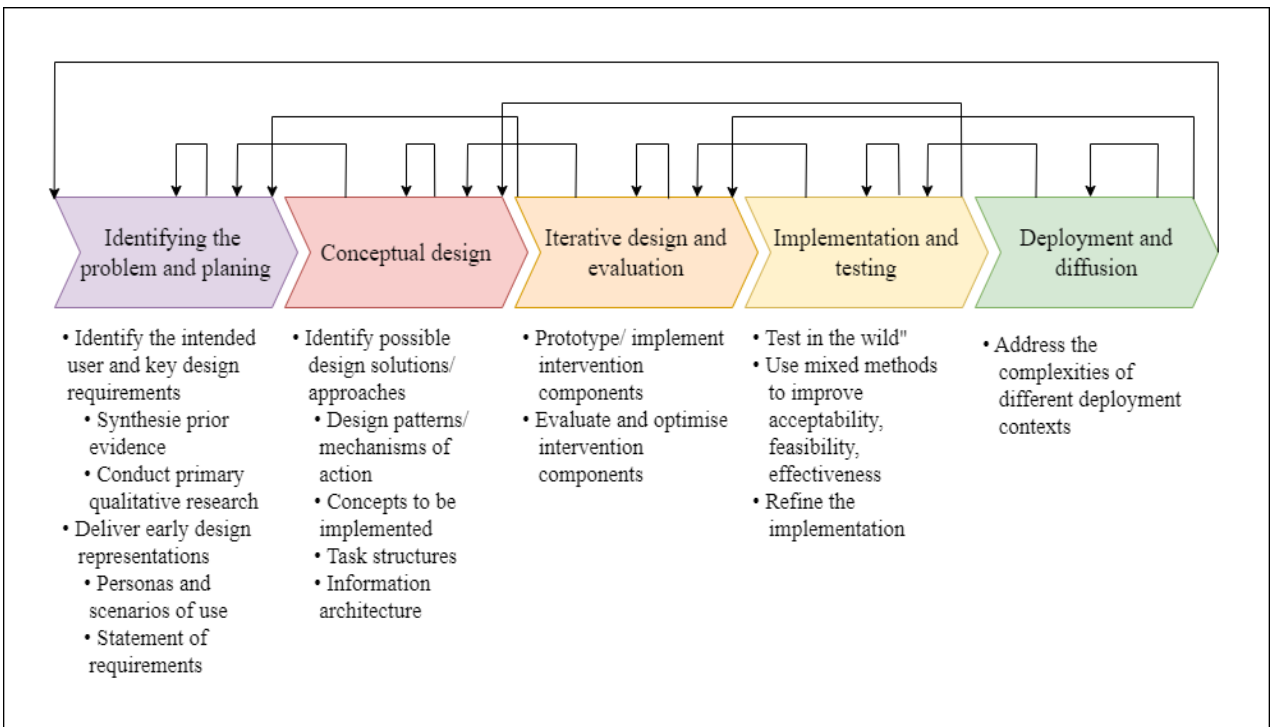 Identifying the
problem and planing
Conceptual design
Iterative design and
evaluation
Implementation and
testing
Deployment and
diffusion
• Identify the intended
user and key design
requirements
• Synthesie prior
evidence
• Conduct primary
qualitative research
• Deliver early design
representations
• Personas and
scenarios of use
• Statement of
requirements
• Identify possible
design solutions/
approaches
• Design patterns/
mechanisms of
action
• Concepts to be
implemented
• Task structures
• Information
architecture
• Prototype/ implement
intervention
components
• Evaluate and optimise
intervention
components
• Test in the wild"
• Use mixed methods
to improve
acceptability,
feasibility,
effectiveness
• Refine the
implementation
• Address the
complexities of
different deployment
contexts